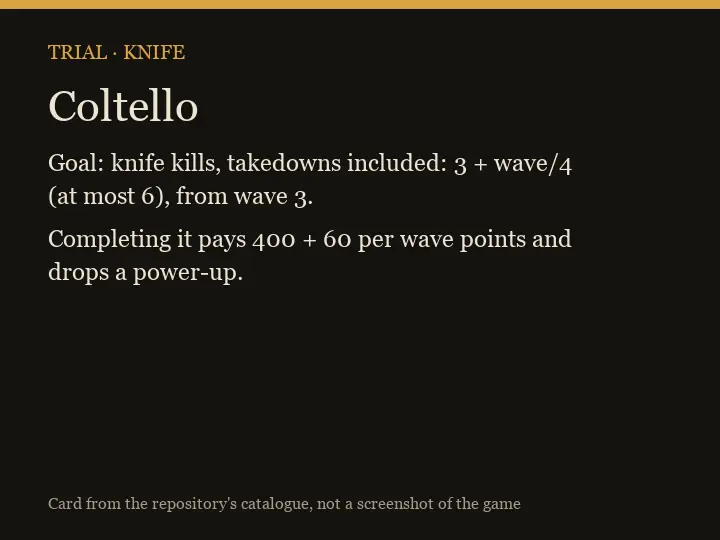 TRIAL · KNIFE
Coltello
Goal: knife kills, takedowns included: 3 + wave/4
(at most 6), from wave 3.
Completing it pays 400 + 60 per wave points and
drops a power-up.
Card from the repository's catalogue, not a screenshot of the game